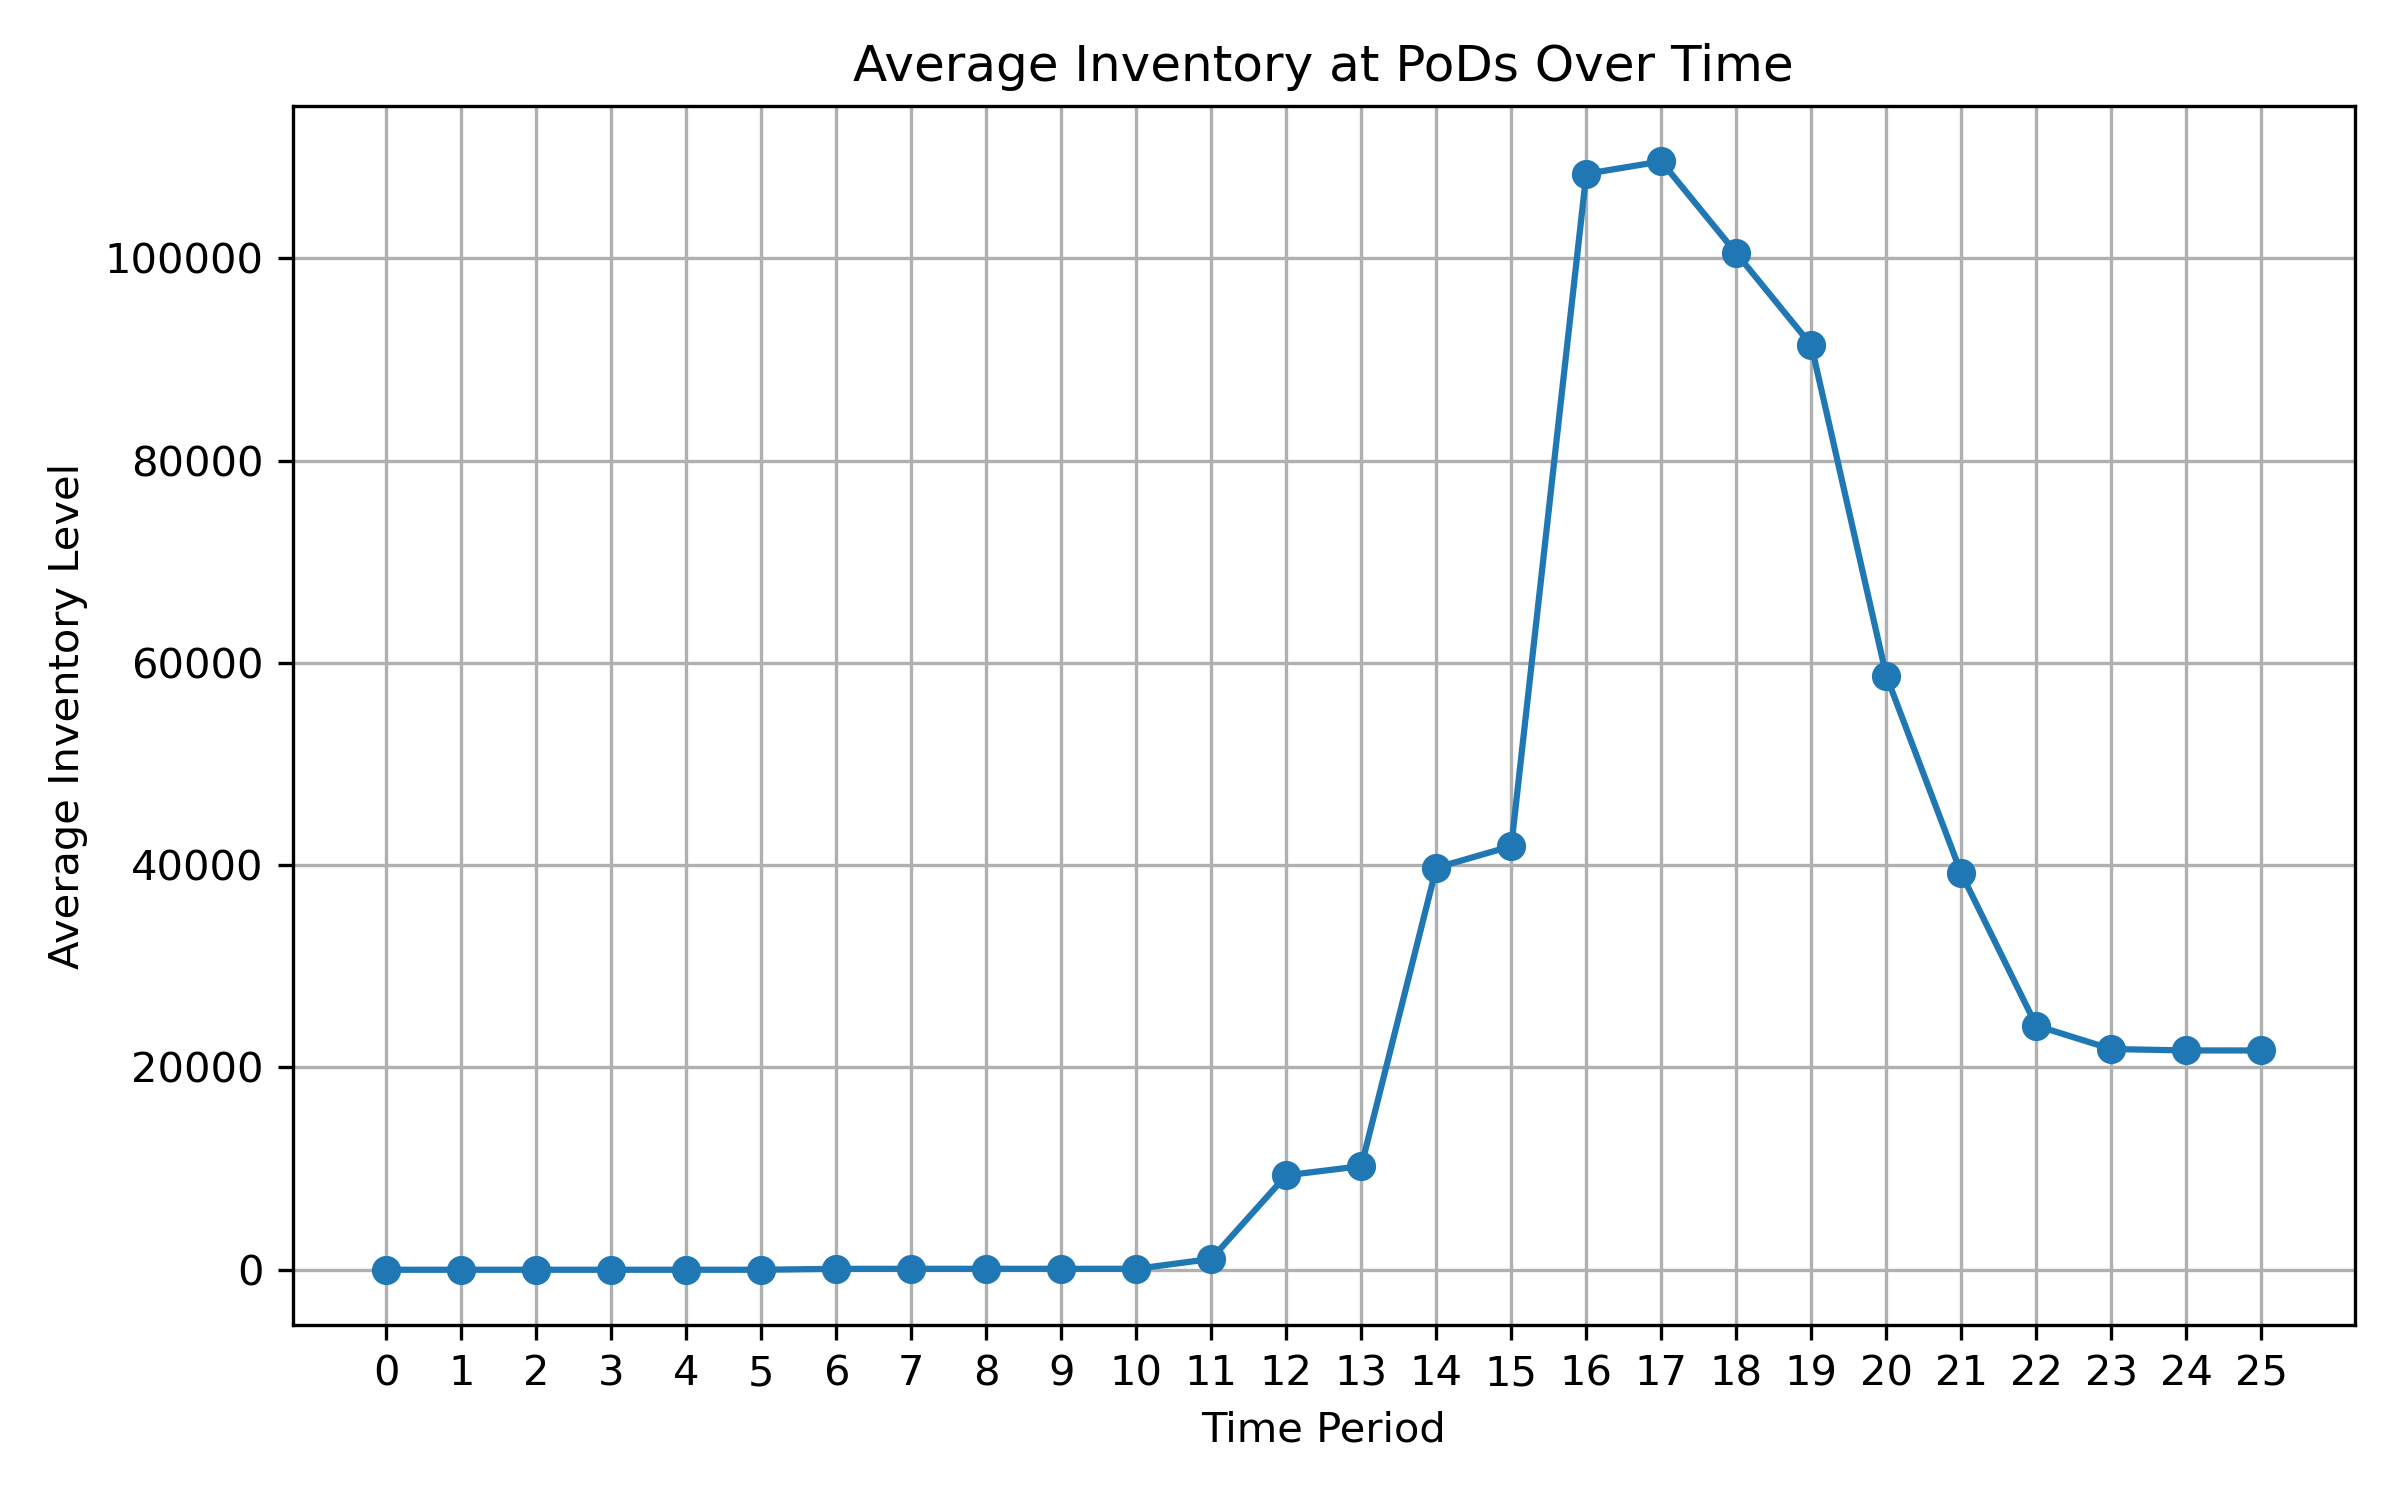 Average Inventory at PoDs Over Time
Average Inventory Level
100000
80000
60000
40000
20000
0
0 1 2 3 4 5 6 7 8 9 10 11 12 13 14 15 16 17 18 19 20 21 22 23 24 25
Time Period